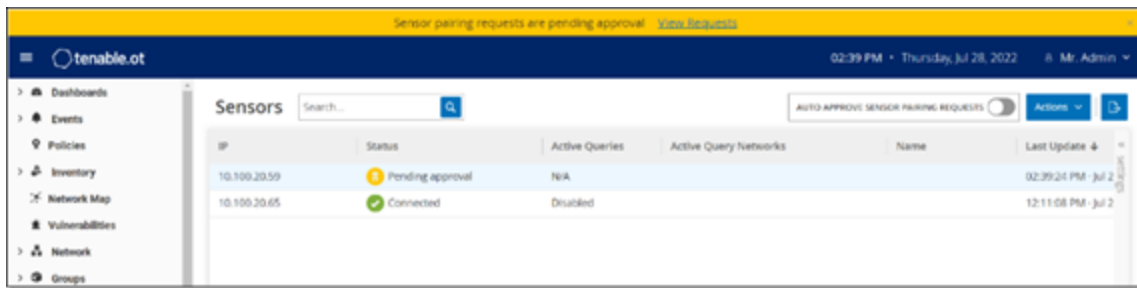 Sensor pairing requests are pending approval View Requests
tenable.ot 02:39 PM • Thursday, Jul 28, 2022 Mr. Admin
Dashboards
Events
Policies
Inventory
Network Map
Vulnerabilities
Network
Groups
Sensors Search... AUTO APPROVE SENSOR PAIRING REQUESTS Actions
IP Status Active Queries Active Query Networks Name Last Update
10.100.20.59 Pending approval N/A 02:39:24 PM · Jul 2
10.100.20.65 Connected Disabled 12:11:08 PM · Jul 2
Settings